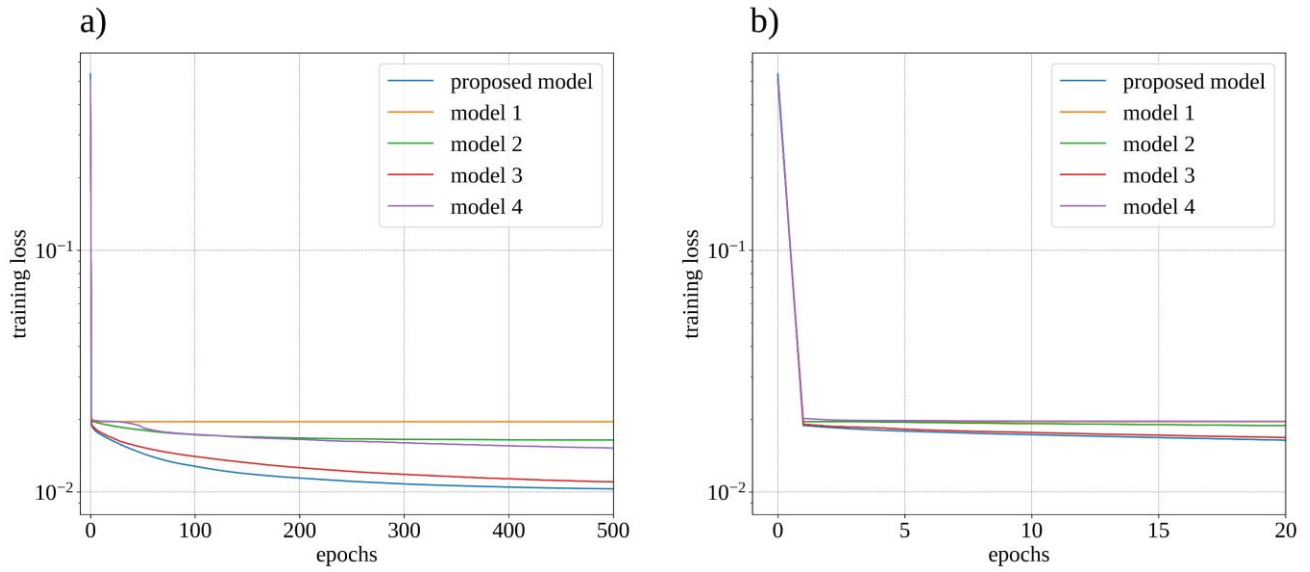 a)
proposed model
model 1
model 2
model 3
model 4
training loss
10⁻¹
10⁻²
0 100 200 300 400 500
epochs
b)
proposed model
model 1
model 2
model 3
model 4
training loss
10⁻¹
10⁻²
0 5 10 15 20
epochs